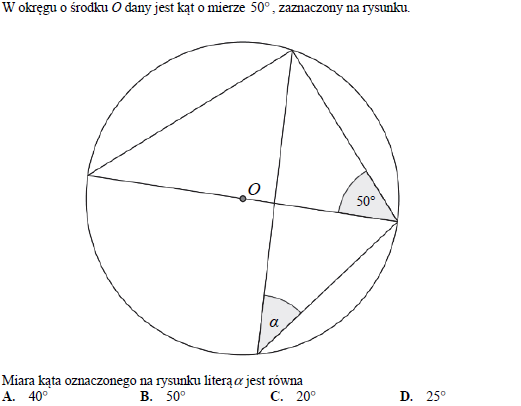 W okręgu o środku O dany jest kąt o mierze 50°, zaznaczony na rysunku.
O
50°
α
Miara kąta oznaczonego na rysunku literą α jest równa
A. 40° B. 50° C. 20° D. 25°